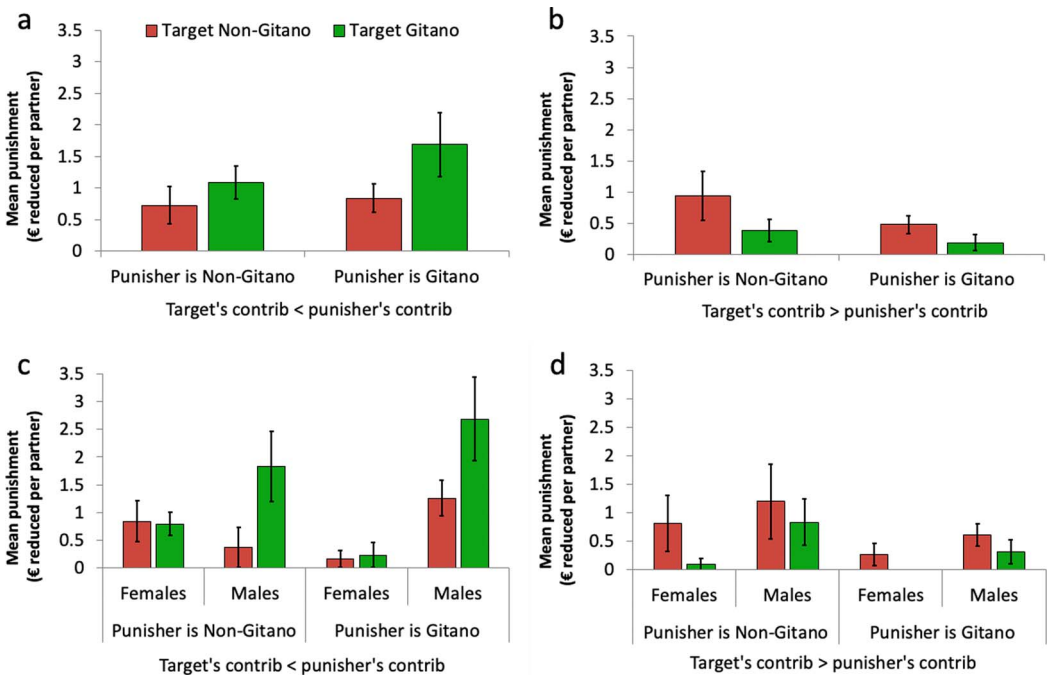 a
Target Non-Gitano Target Gitano
Mean punishment
(€ reduced per partner)
3.5
3
2.5
2
1.5
1
0.5
0
Punisher is Non-Gitano Punisher is Gitano
Target's contrib < punisher's contrib
b
Mean punishment
(€ reduced per partner)
3.5
3
2.5
2
1.5
1
0.5
0
Punisher is Non-Gitano Punisher is Gitano
Target's contrib > punisher's contrib
c
Mean punishment
(€ reduced per partner)
3.5
3
2.5
2
1.5
1
0.5
0
Females Males Females Males
Punisher is Non-Gitano Punisher is Gitano
Target's contrib < punisher's contrib
d
Mean punishment
(€ reduced per partner)
3.5
3
2.5
2
1.5
1
0.5
0
Females Males Females Males
Punisher is Non-Gitano Punisher is Gitano
Target's contrib > punisher's contrib